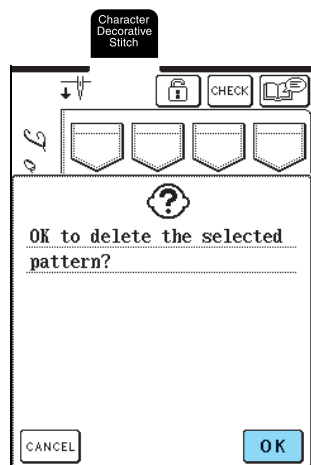 Character
Decorative
Stitch
CHECK
OK to delete the selected
pattern?
CANCEL
OK